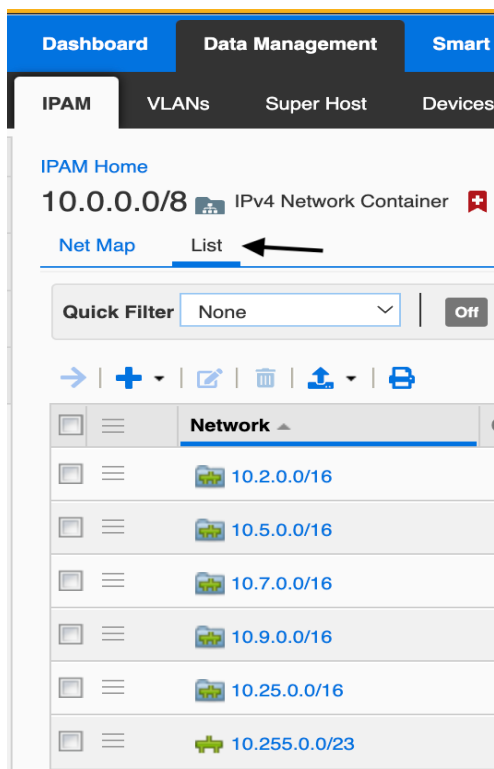 Dashboard Data Management Smart
IPAM VLANs Super Host Devices
IPAM Home
10.0.0.0/8 IPv4 Network Container
Net Map List
Quick Filter None Off
Network
10.2.0.0/16
10.5.0.0/16
10.7.0.0/16
10.9.0.0/16
10.25.0.0/16
10.255.0.0/23